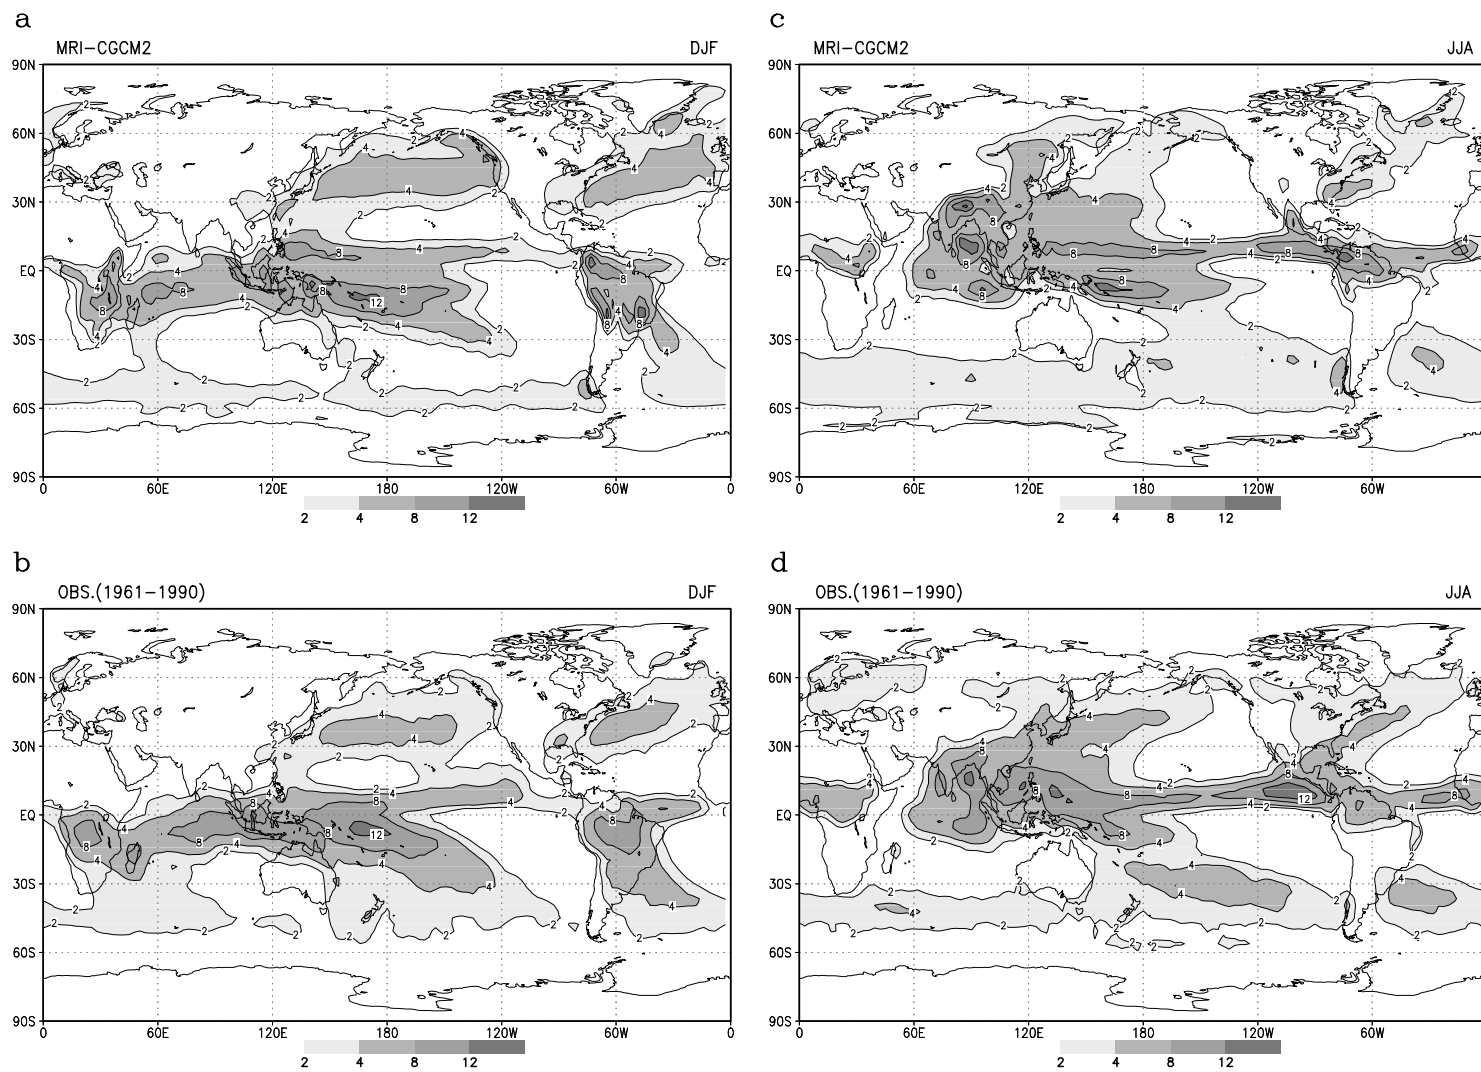 a
MRI−CGCM2 DJF
90N
60N
30N
EQ
30S
60S
90S
0 60E 120E 180 120W 60W 0
2 4 8 12
c
MRI−CGCM2 JJA
90N
60N
30N
EQ
30S
60S
90S
0 60E 120E 180 120W 60W
2 4 8 12
b
OBS.(1961−1990) DJF
90N
60N
30N
EQ
30S
60S
90S
0 60E 120E 180 120W 60W 0
2 4 8 12
d
OBS.(1961−1990) JJA
90N
60N
30N
EQ
30S
60S
90S
0 60E 120E 180 120W 60W
2 4 8 12